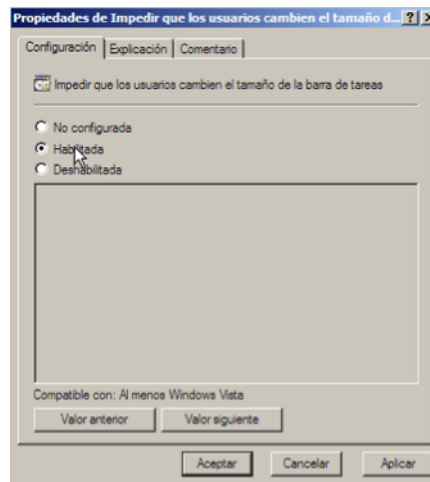 Propiedades de Impedir que los usuarios cambien el tamaño d...
Configuración Explicación Comentario
Impedir que los usuarios cambien el tamaño de la barra de tareas
No configurada
Habilitada
Deshabilitada
Compatible con: Al menos Windows Vista
Valor anterior Valor siguiente
Aceptar Cancelar Aplicar